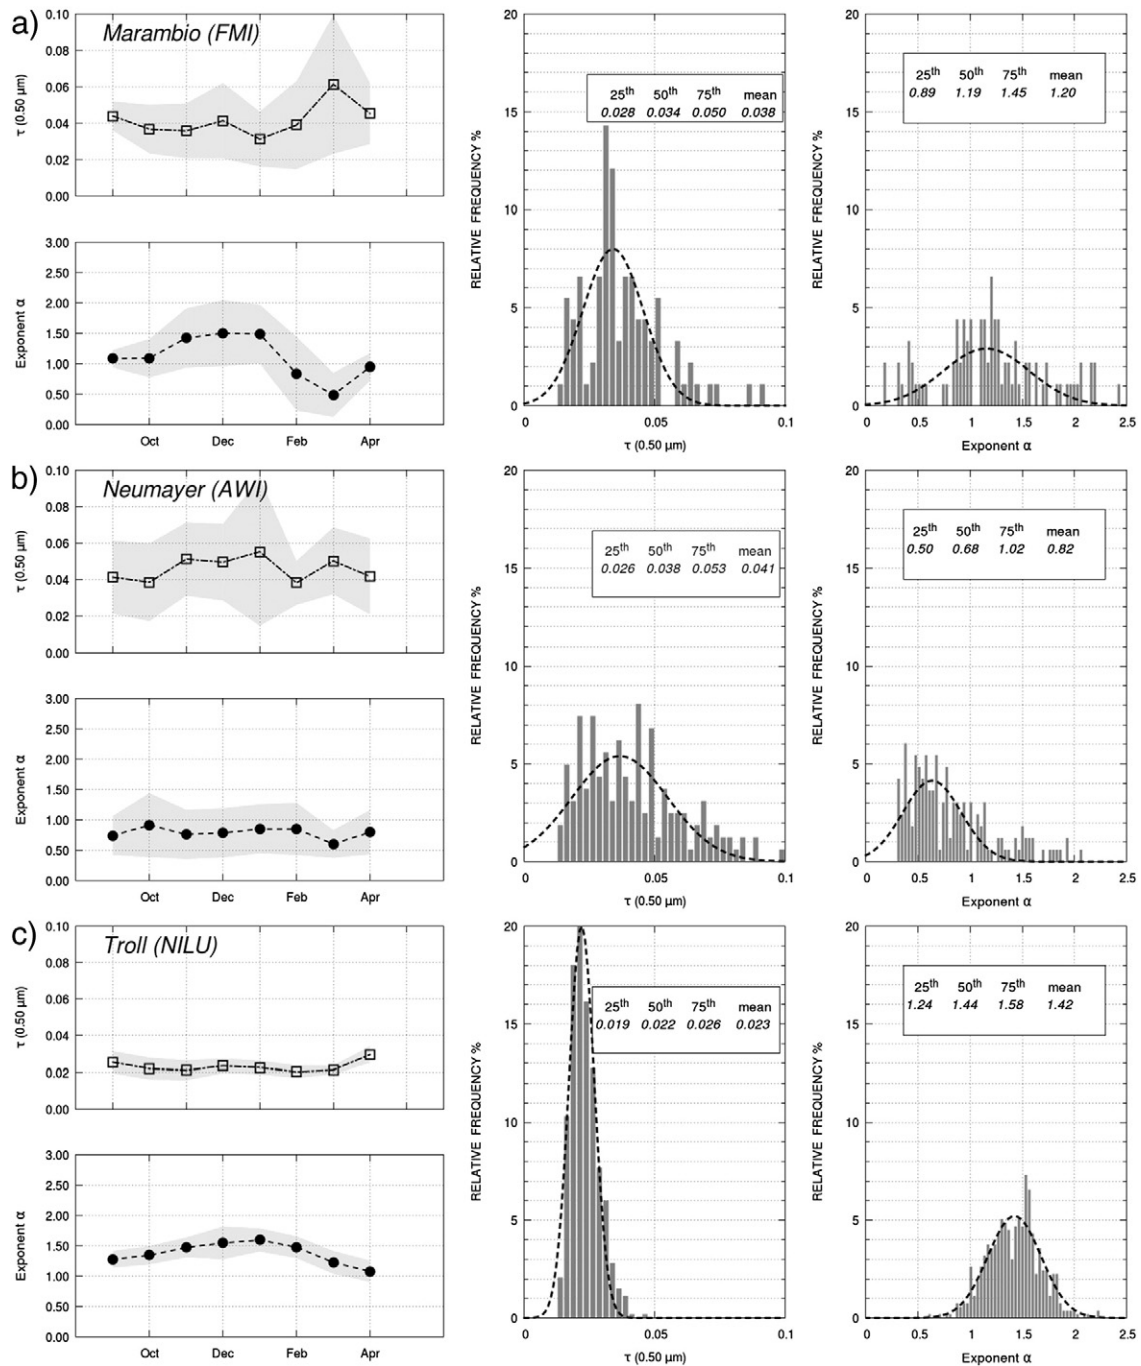 a)
Marambio (FMI)
0.10
0.08
0.06
0.04
0.02
0.00
τ (0.50 µm)
3.00
2.50
2.00
1.50
1.00
0.50
0.00
Exponent α
Oct Dec Feb Apr
20
15
10
5
0
RELATIVE FREQUENCY %
25th 50th 75th mean
0.028 0.034 0.050 0.038
0 0.05 0.1
τ (0.50 µm)
20
15
10
5
0
RELATIVE FREQUENCY %
25th 50th 75th mean
0.89 1.19 1.45 1.20
0 0.5 1 1.5 2 2.5
Exponent α
b)
Neumayer (AWI)
0.10
0.08
0.06
0.04
0.02
0.00
τ (0.50 µm)
3.00
2.50
2.00
1.50
1.00
0.50
0.00
Exponent α
Oct Dec Feb Apr
20
15
10
5
0
RELATIVE FREQUENCY %
25th 50th 75th mean
0.026 0.038 0.053 0.041
0 0.05 0.1
τ (0.50 µm)
20
15
10
5
0
RELATIVE FREQUENCY %
25th 50th 75th mean
0.50 0.68 1.02 0.82
0 0.5 1 1.5 2 2.5
Exponent α
c)
Troll (NILU)
0.10
0.08
0.06
0.04
0.02
0.00
τ (0.50 µm)
3.00
2.50
2.00
1.50
1.00
0.50
0.00
Exponent α
Oct Dec Feb Apr
20
15
10
5
0
RELATIVE FREQUENCY %
25th 50th 75th mean
0.019 0.022 0.026 0.023
0 0.05 0.1
τ (0.50 µm)
20
15
10
5
0
RELATIVE FREQUENCY %
25th 50th 75th mean
1.24 1.44 1.58 1.42
0 0.5 1 1.5 2 2.5
Exponent α